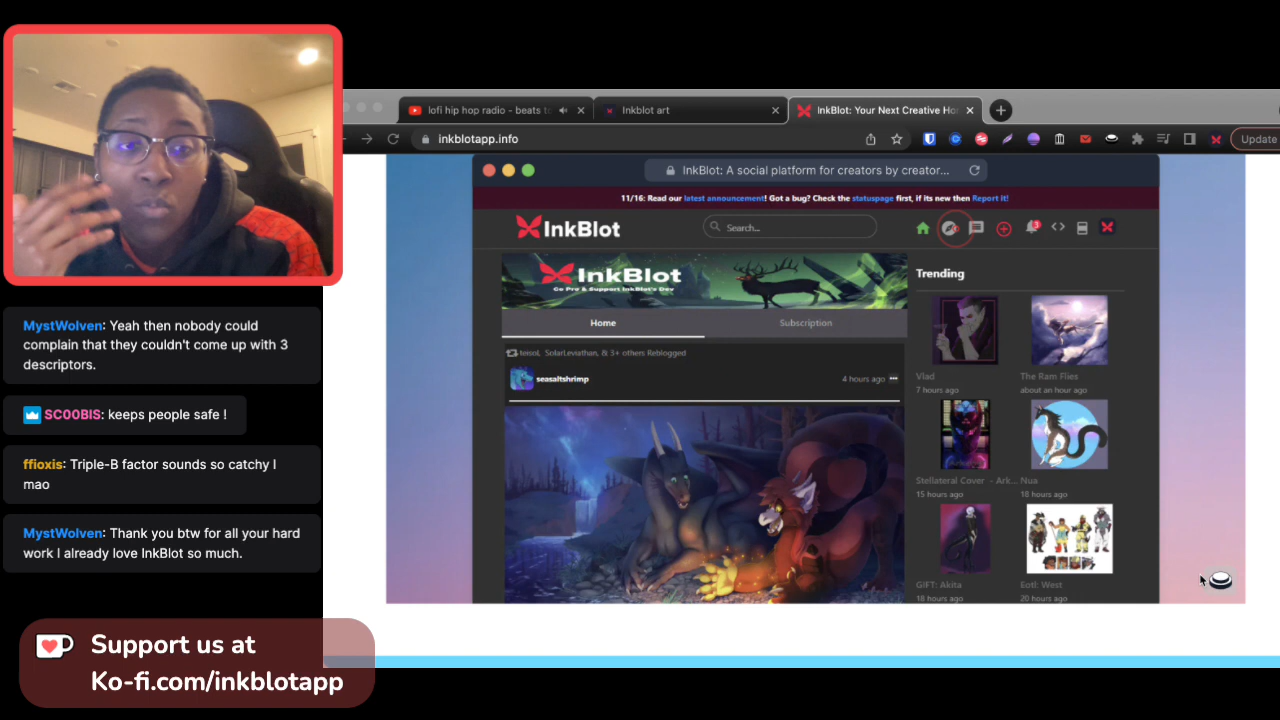 lofi hip hop radio - beats to
Inkblot art
InkBlot: Your Next Creative Ho
inkblotapp.info
Update
InkBlot: A social platform for creators by creator...
11/16: Read our latest announcement! Got a bug? Check the statuspage first, if its new then Report it!
InkBlot
Search...
InkBlot
Go Pro & Support InkBlot's Dev
Home
Subscription
teisol, SolarLeviathan, & 3+ others Reblogged
seasaltshrimp
4 hours ago
Trending
Vlad
7 hours ago
The Ram Flies
about an hour ago
Stellateral Cover - Ark...
15 hours ago
Nua
18 hours ago
GIFT: Akita
18 hours ago
Eotl: West
20 hours ago
MystWolven: Yeah then nobody could
complain that they couldn't come up with 3
descriptors.
SC00BIS: keeps people safe !
ffioxis: Triple-B factor sounds so catchy l
mao
MystWolven: Thank you btw for all your hard
work I already love InkBlot so much.
Support us at
Ko-fi.com/inkblotapp